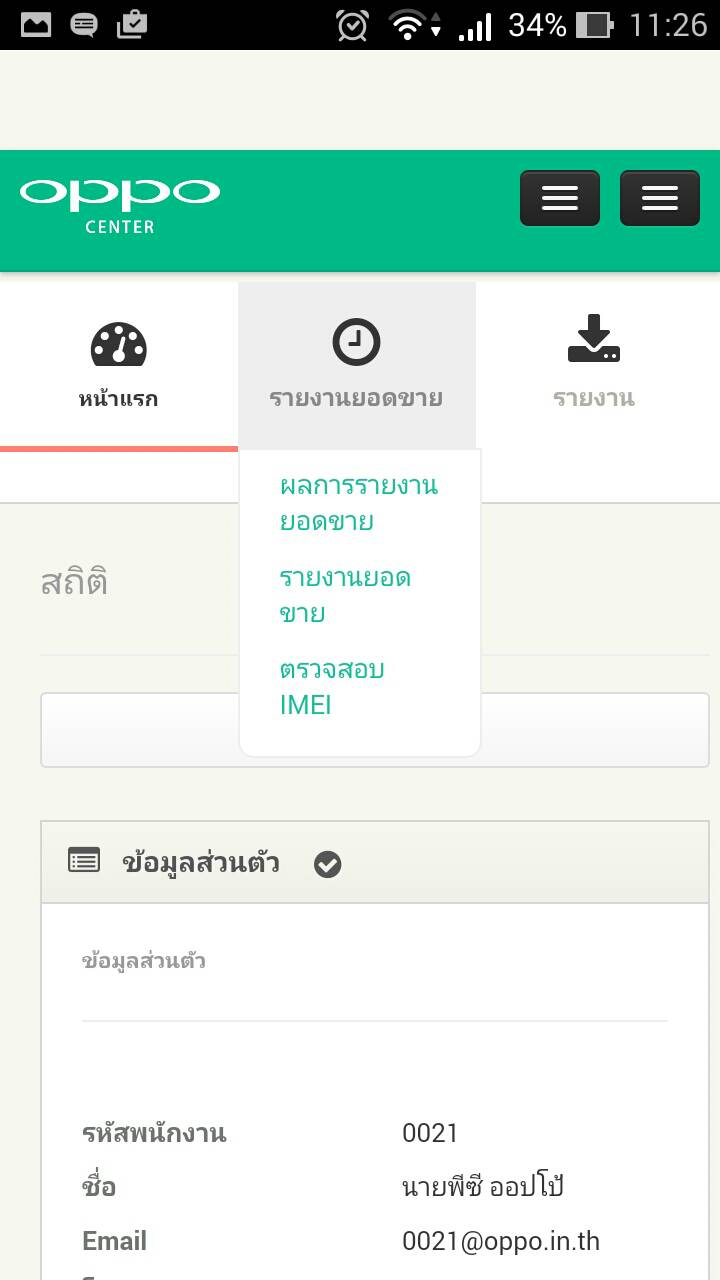 34% 11:26
oppo
CENTER
หน้าแรก
รายงานยอดขาย
รายงาน
ผลการรายงาน
ยอดขาย
รายงานยอด
ขาย
ตรวจสอบ
IMEI
สถิติ
ข้อมูลส่วนตัว
ข้อมูลส่วนตัว
รหัสพนักงาน 0021
ชื่อ นายพีซี ออปโป้
Email 0021@oppo.in.th